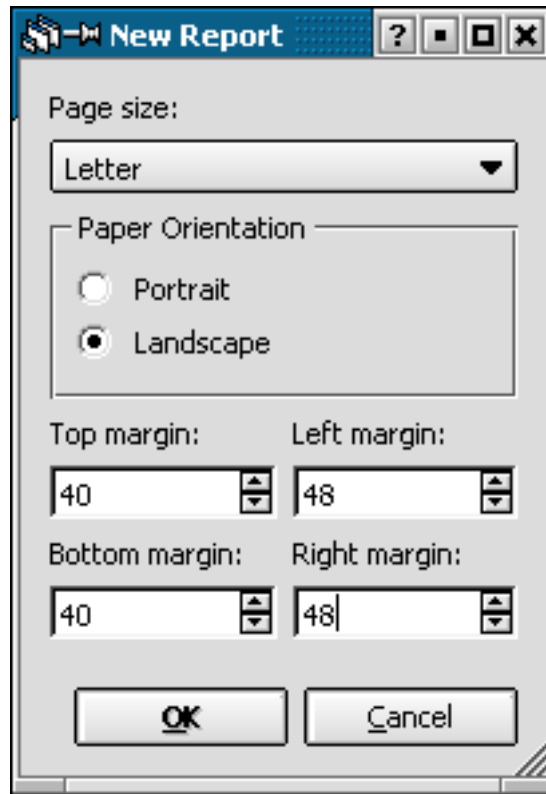 New Report ?
Page size:
Letter
Paper Orientation
Portrait
Landscape
Top margin: Left margin:
40 48
Bottom margin: Right margin:
40 48
OK Cancel